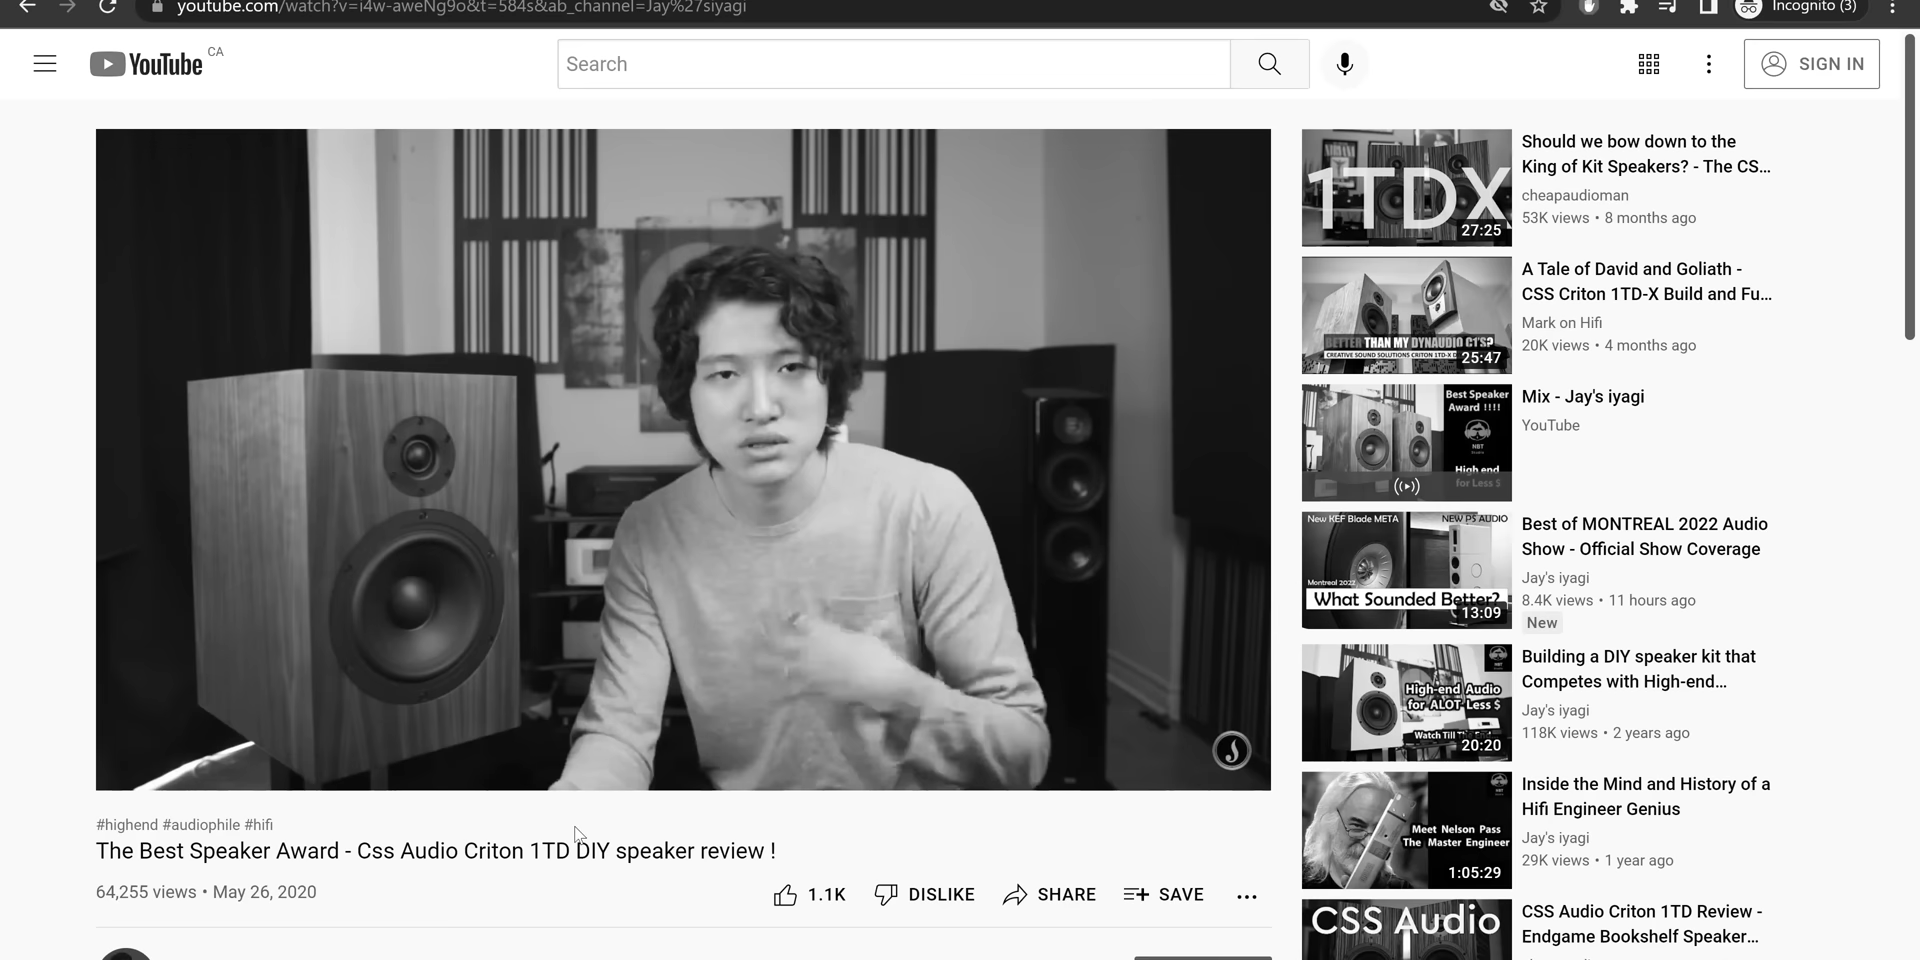 youtube.com/watch?v=i4w-aweNg9o&t=584s&ab_channel=Jay%27siyagi
Incognito (3)
YouTube CA
Search
SIGN IN
#highend #audiophile #hifi
The Best Speaker Award - Css Audio Criton 1TD DIY speaker review !
64,255 views • May 26, 2020
1.1K
DISLIKE
SHARE
SAVE
1TDX
27:25
Should we bow down to the
King of Kit Speakers? - The CS...
cheapaudioman
53K views • 8 months ago
BETTER THAN MY DYNAUDIO C1'S?
25:47
A Tale of David and Goliath -
CSS Criton 1TD-X Build and Fu...
Mark on Hifi
20K views • 4 months ago
Best Speaker
Award !!!!
NBT
High end
for Less $
Mix - Jay's iyagi
YouTube
New KEF Blade META
NEW PS AUDIO
Montreal 2022
What Sounded Better?
13:09
Best of MONTREAL 2022 Audio
Show - Official Show Coverage
Jay's iyagi
8.4K views • 11 hours ago
New
High-end Audio
for ALOT Less $
Watch Till The End
20:20
Building a DIY speaker kit that
Competes with High-end...
Jay's iyagi
118K views • 2 years ago
Meet Nelson Pass
The Master Engineer
1:05:29
Inside the Mind and History of a
Hifi Engineer Genius
Jay's iyagi
29K views • 1 year ago
CSS Audio
CSS Audio Criton 1TD Review -
Endgame Bookshelf Speaker...